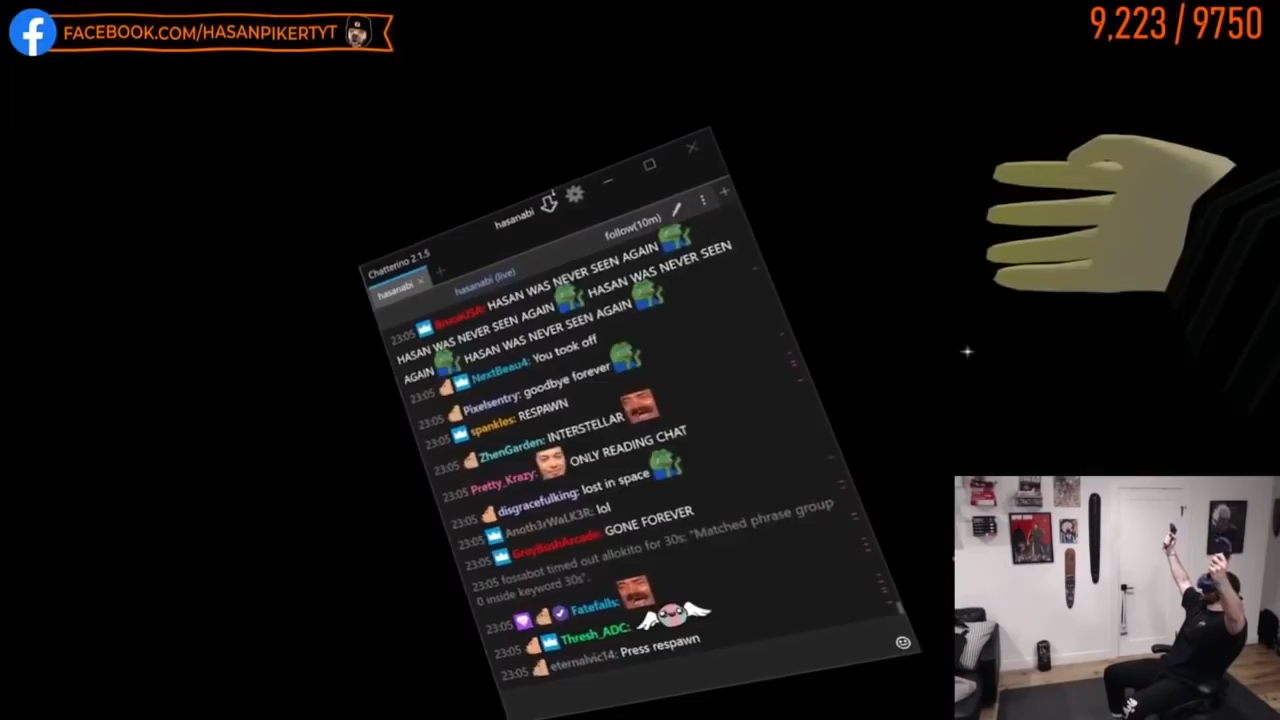 FACEBOOK.COM/HASANPIKERTYT
9,223 / 9750
hasanabi
Chatterino 2.1.5
hasanabi
follow(10m)
hasanabi (live)
23:05 BruceUSA: HASAN WAS NEVER SEEN AGAIN
HASAN WAS NEVER SEEN AGAIN HASAN WAS NEVER SEEN
AGAIN HASAN WAS NEVER SEEN AGAIN
23:05 NextBeau4: You took off
23:05 Pixelsentry: goodbye forever
23:05 spankles: RESPAWN
23:05 ZhenGarden: INTERSTELLAR
23:05 Pretty_Krazy: ONLY READING CHAT
23:05 disgracefulking: lost in space
23:05 Anoth3rWaLK3R: lol
23:05 GreyBushArcade: GONE FOREVER
23:05 fossabot timed out allokito for 30s: "Matched phrase group
0 inside keyword 30s".
23:05 Fatefalls:
23:05 Thresh_ADC:
23:05 eternalvic14: Press respawn